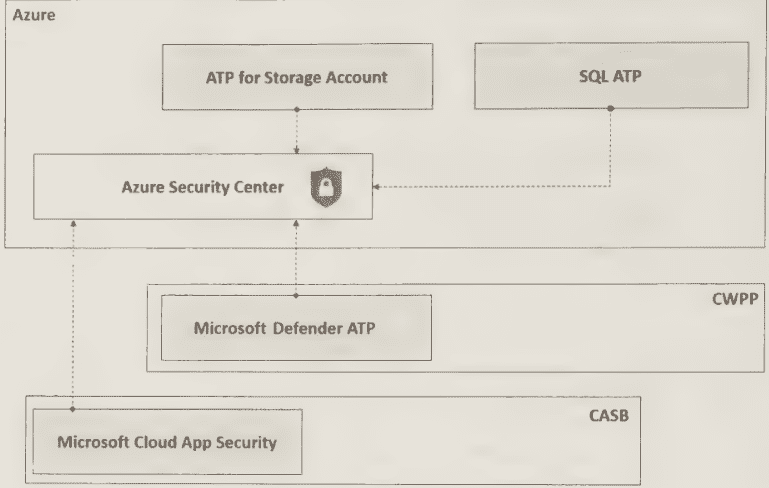 Azure
ATP for Storage Account
SQL ATP
Azure Security Center
CWPP
Microsoft Defender ATP
CASB
Microsoft Cloud App Security